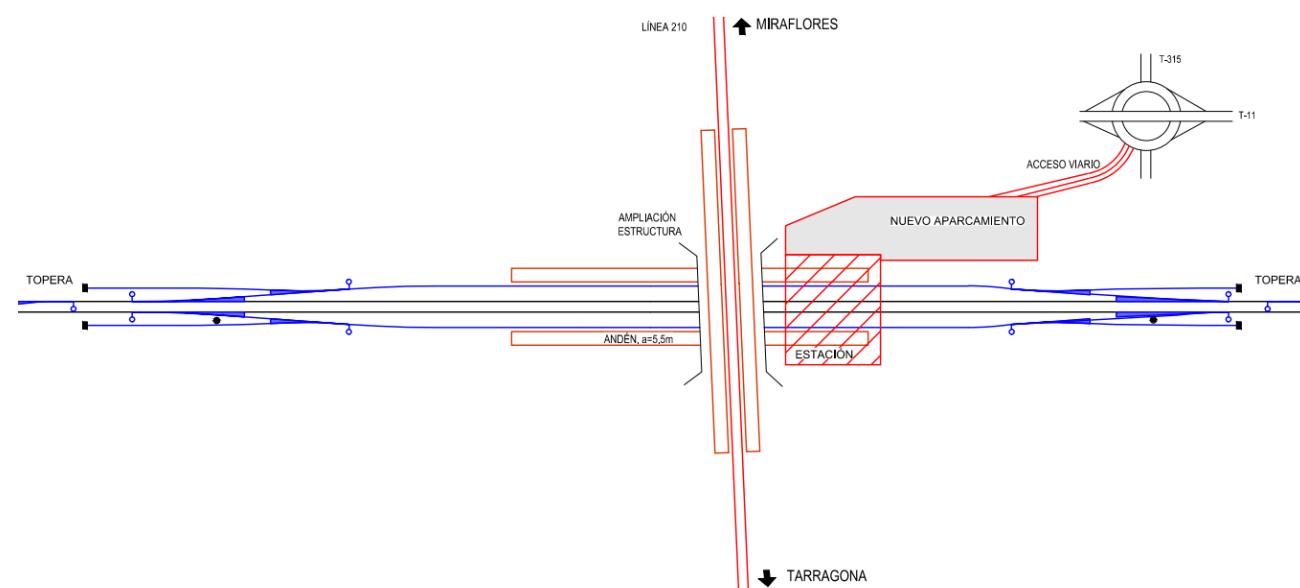 LÍNEA 210
MIRAFLORES
T-315
T-11
ACCESO VIARIO
NUEVO APARCAMIENTO
AMPLIACIÓN
ESTRUCTURA
TOPERA
TOPERA
ANDÉN, a=5,5m
ESTACIÓN
TARRAGONA